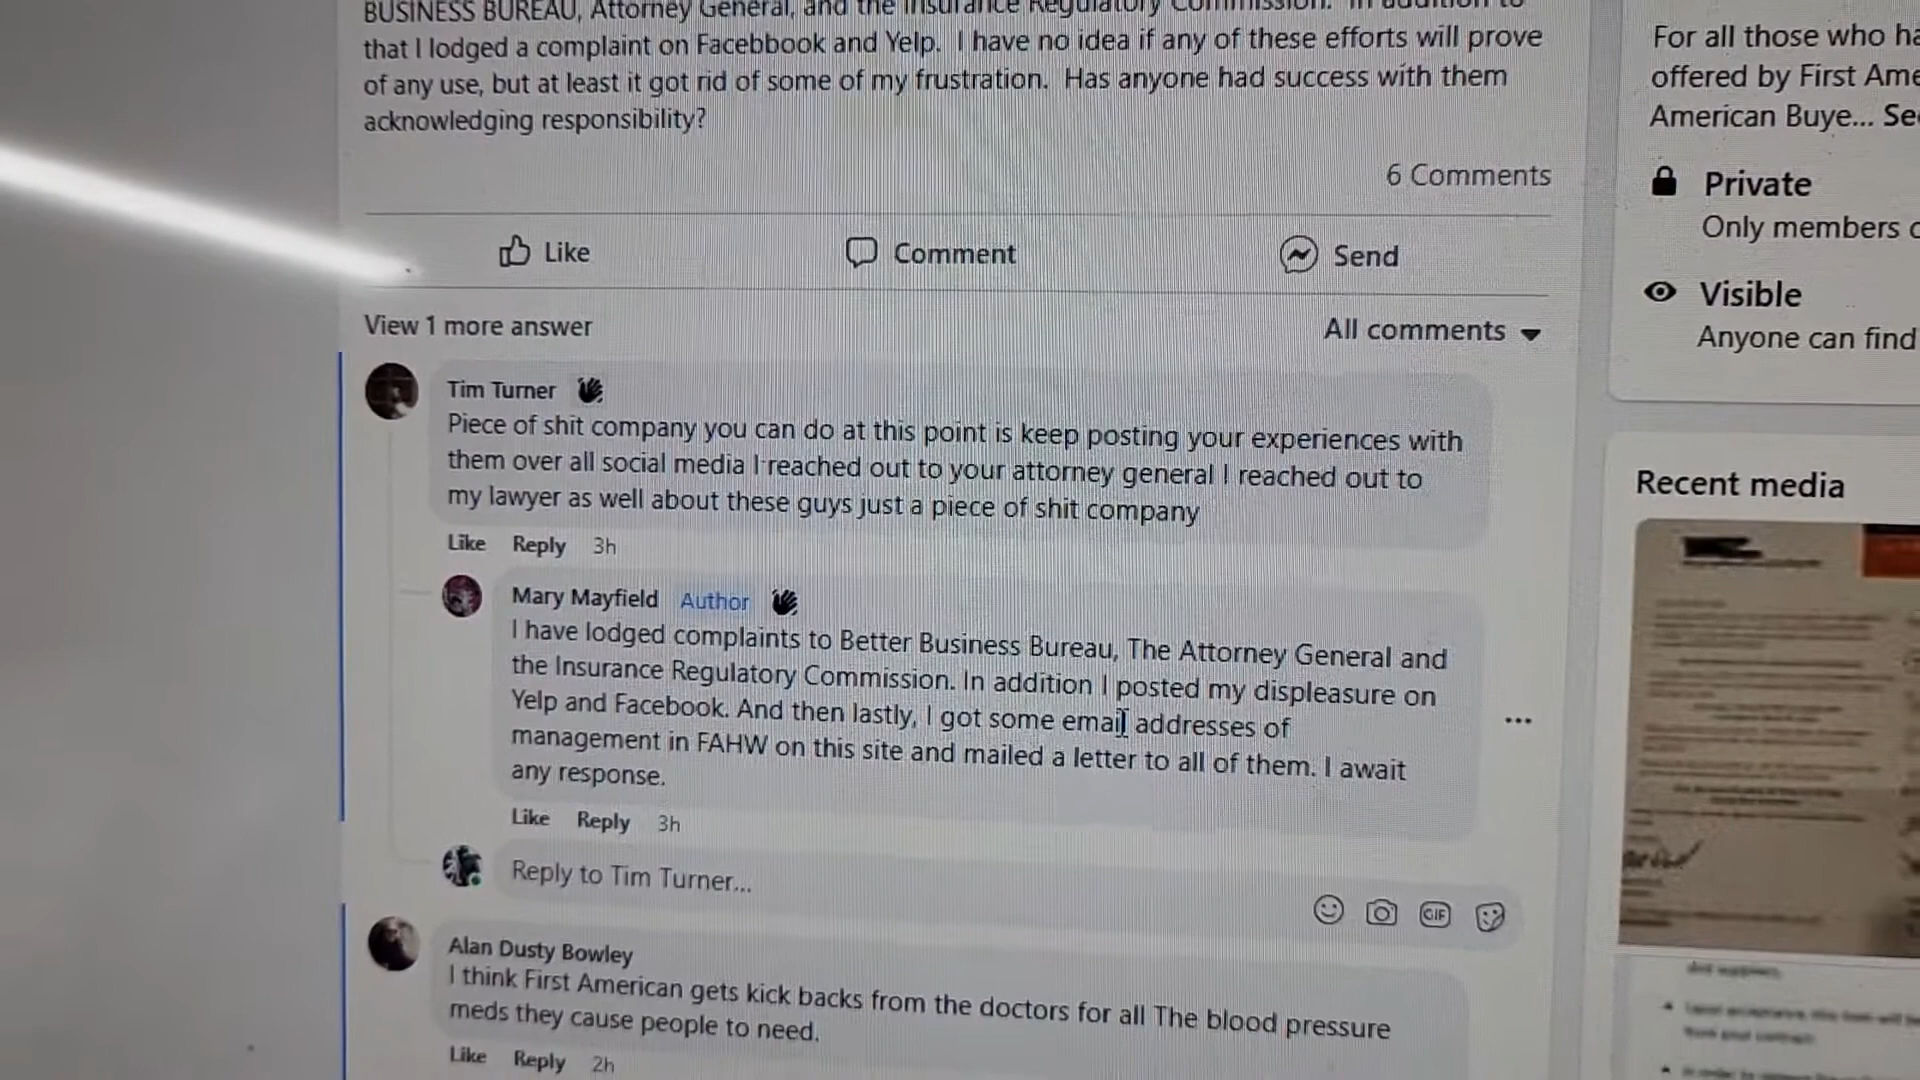 BUSINESS BUREAU, Attorney General, and the Insurance Regulatory Commission. In addition to
that I lodged a complaint on Facebbook and Yelp. I have no idea if any of these efforts will prove
of any use, but at least it got rid of some of my frustration. Has anyone had success with them
acknowledging responsibility?
6 Comments
Like Comment Send
View 1 more answer
All comments
Tim Turner
Piece of shit company you can do at this point is keep posting your experiences with
them over all social media I reached out to your attorney general I reached out to
my lawyer as well about these guys just a piece of shit company
Like Reply 3h
Mary Mayfield Author
I have lodged complaints to Better Business Bureau, The Attorney General and
the Insurance Regulatory Commission. In addition I posted my displeasure on
Yelp and Facebook. And then lastly, I got some email addresses of
management in FAHW on this site and mailed a letter to all of them. I await
any response.
Like Reply 3h
Reply to Tim Turner...
GIF
Alan Dusty Bowley
I think First American gets kick backs from the doctors for all The blood pressure
meds they cause people to need.
Like Reply 2h
For all those who ha
offered by First Ame
American Buye... Se
Private
Only members
Visible
Anyone can find
Recent media